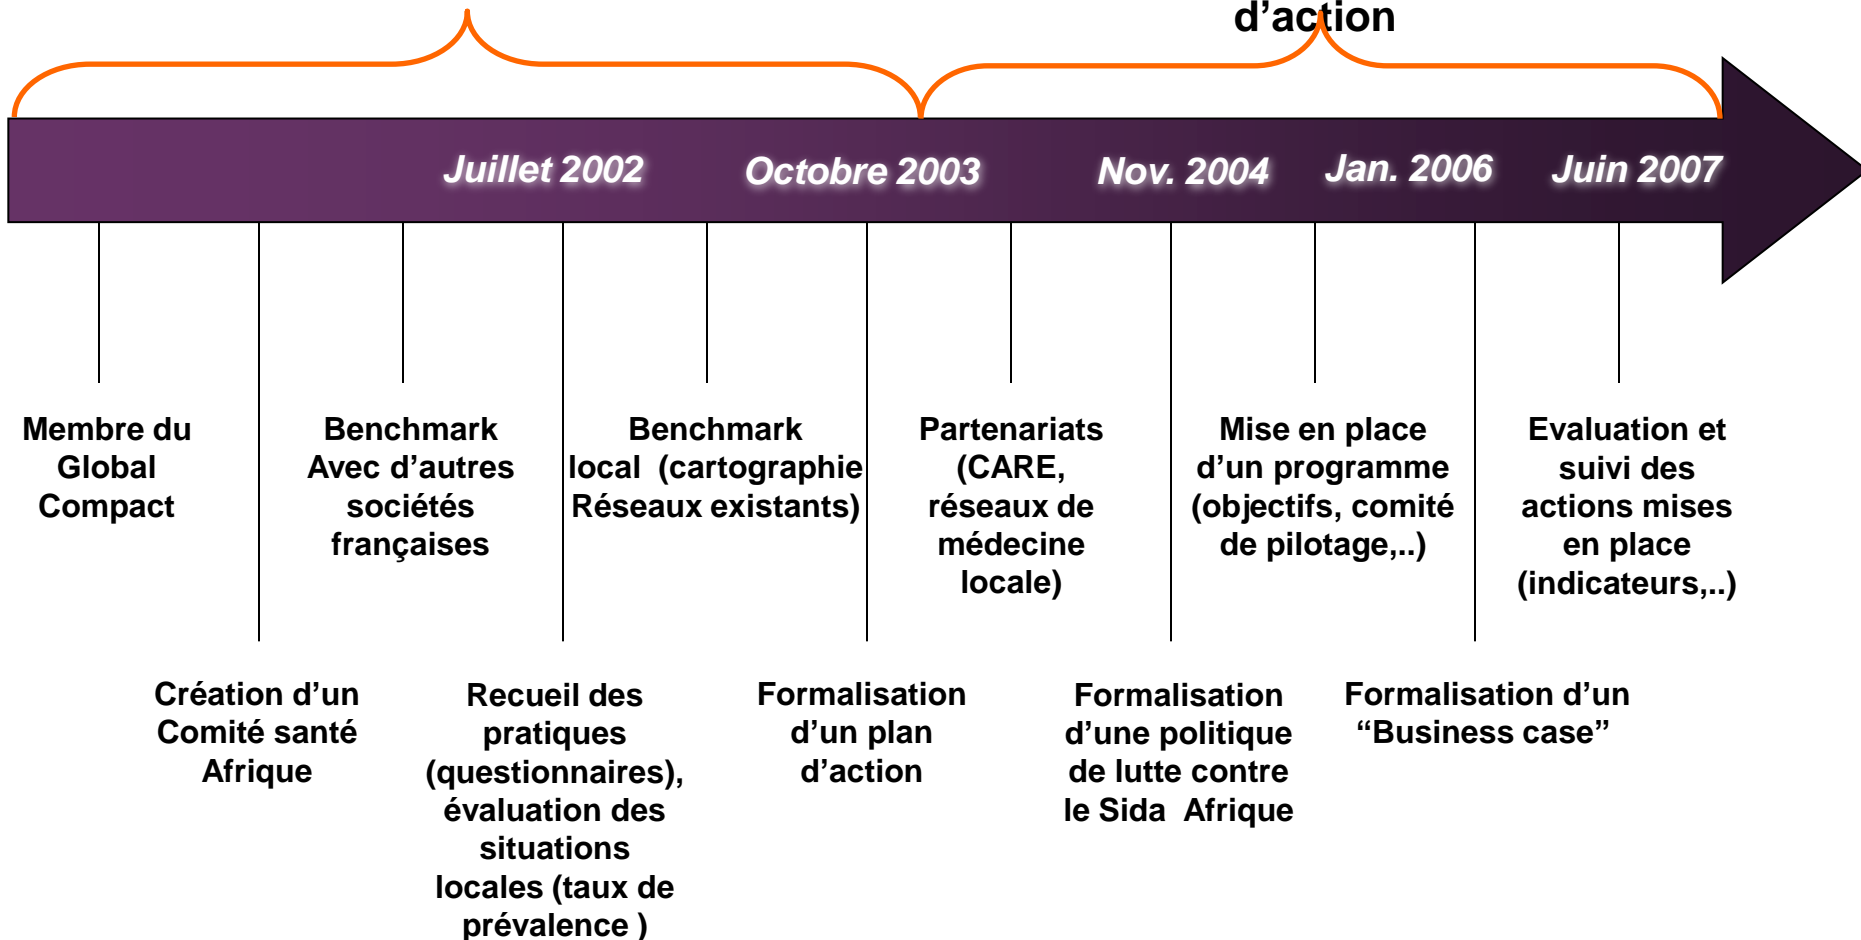 d’action
Juillet 2002
Octobre 2003
Nov. 2004
Jan. 2006
Juin 2007
Membre du
Global
Compact
Benchmark
Avec d’autres
sociétés
françaises
Benchmark
local (cartographie
Réseaux existants)
Partenariats
(CARE,
réseaux de
médecine
locale)
Mise en place
d’un programme
(objectifs, comité
de pilotage,..)
Evaluation et
suivi des
actions mises
en place
(indicateurs,..)
Création d’un
Comité santé
Afrique
Recueil des
pratiques
(questionnaires),
évaluation des
situations
locales (taux de
prévalence )
Formalisation
d’un plan
d’action
Formalisation
d’une politique
de lutte contre
le Sida Afrique
Formalisation d’un
“Business case”